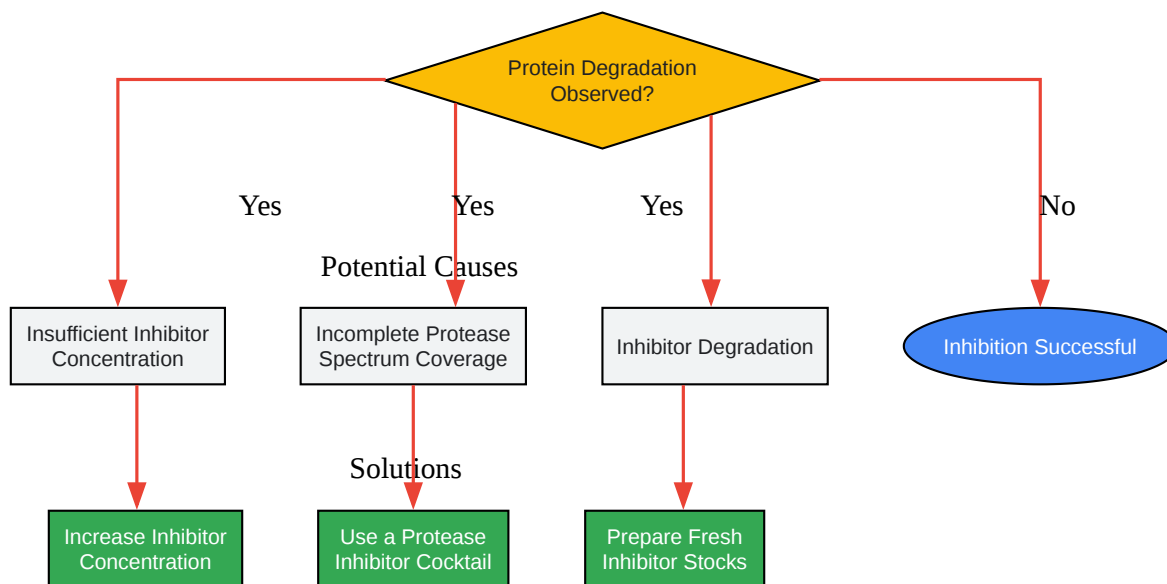 Protein Degradation
Observed?
Yes
Yes
Yes
No
Potential Causes
Insufficient Inhibitor
Concentration
Incomplete Protease
Spectrum Coverage
Inhibitor Degradation
Inhibition Successful
Solutions
Increase Inhibitor
Concentration
Use a Protease
Inhibitor Cocktail
Prepare Fresh
Inhibitor Stocks